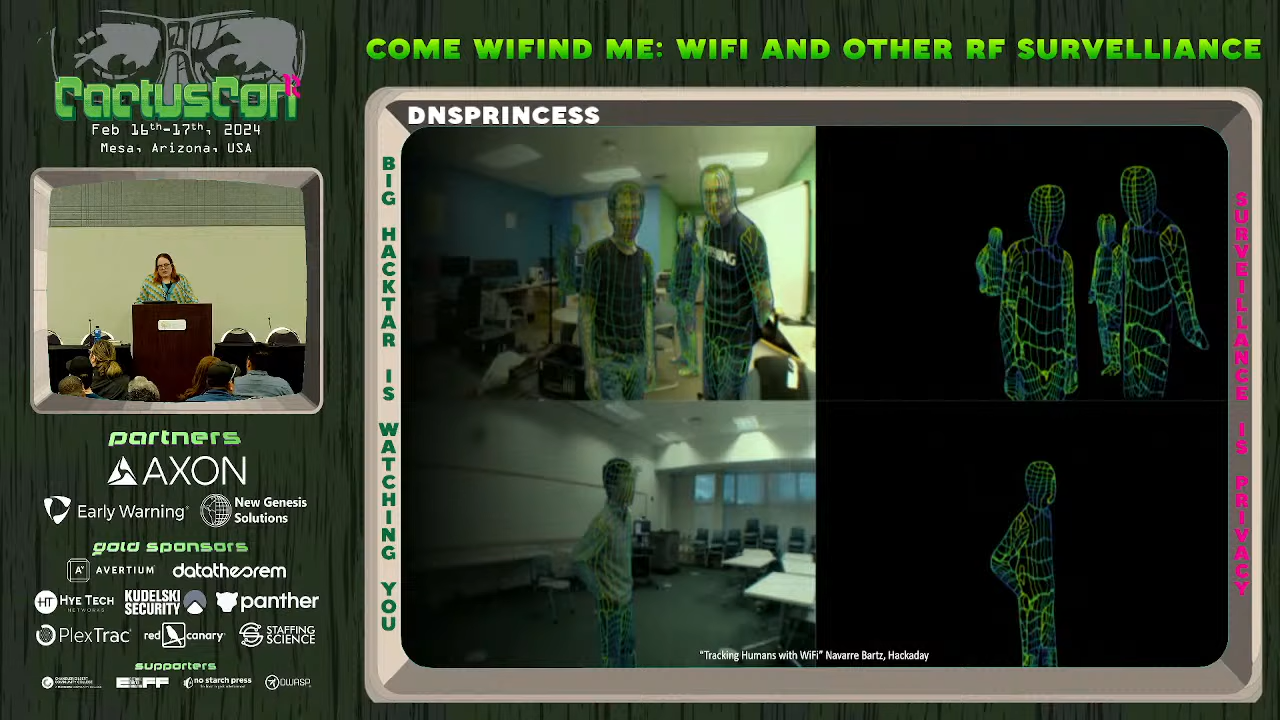 COME WIFIND ME: WIFI AND OTHER RF SURVELLIANCE
CactusCon
Feb 16th-17th, 2024
Mesa, Arizona, USA
DNSPRINCESS
BIG HACKTAR IS WATCHING YOU
SURVEILLANCE IS PRIVACY
"Tracking Humans with WiFi" Navarre Bartz, Hackaday
partners
AXON
Early Warning
New Genesis
Solutions
gold sponsors
AVERTIUM
datatheorem
HYE TECH
NETWORKS
KUDELSKI
SECURITY
panther
PlexTrac
red canary
STAFFING
SCIENCE
supporters
EFF
no starch press
OWASP